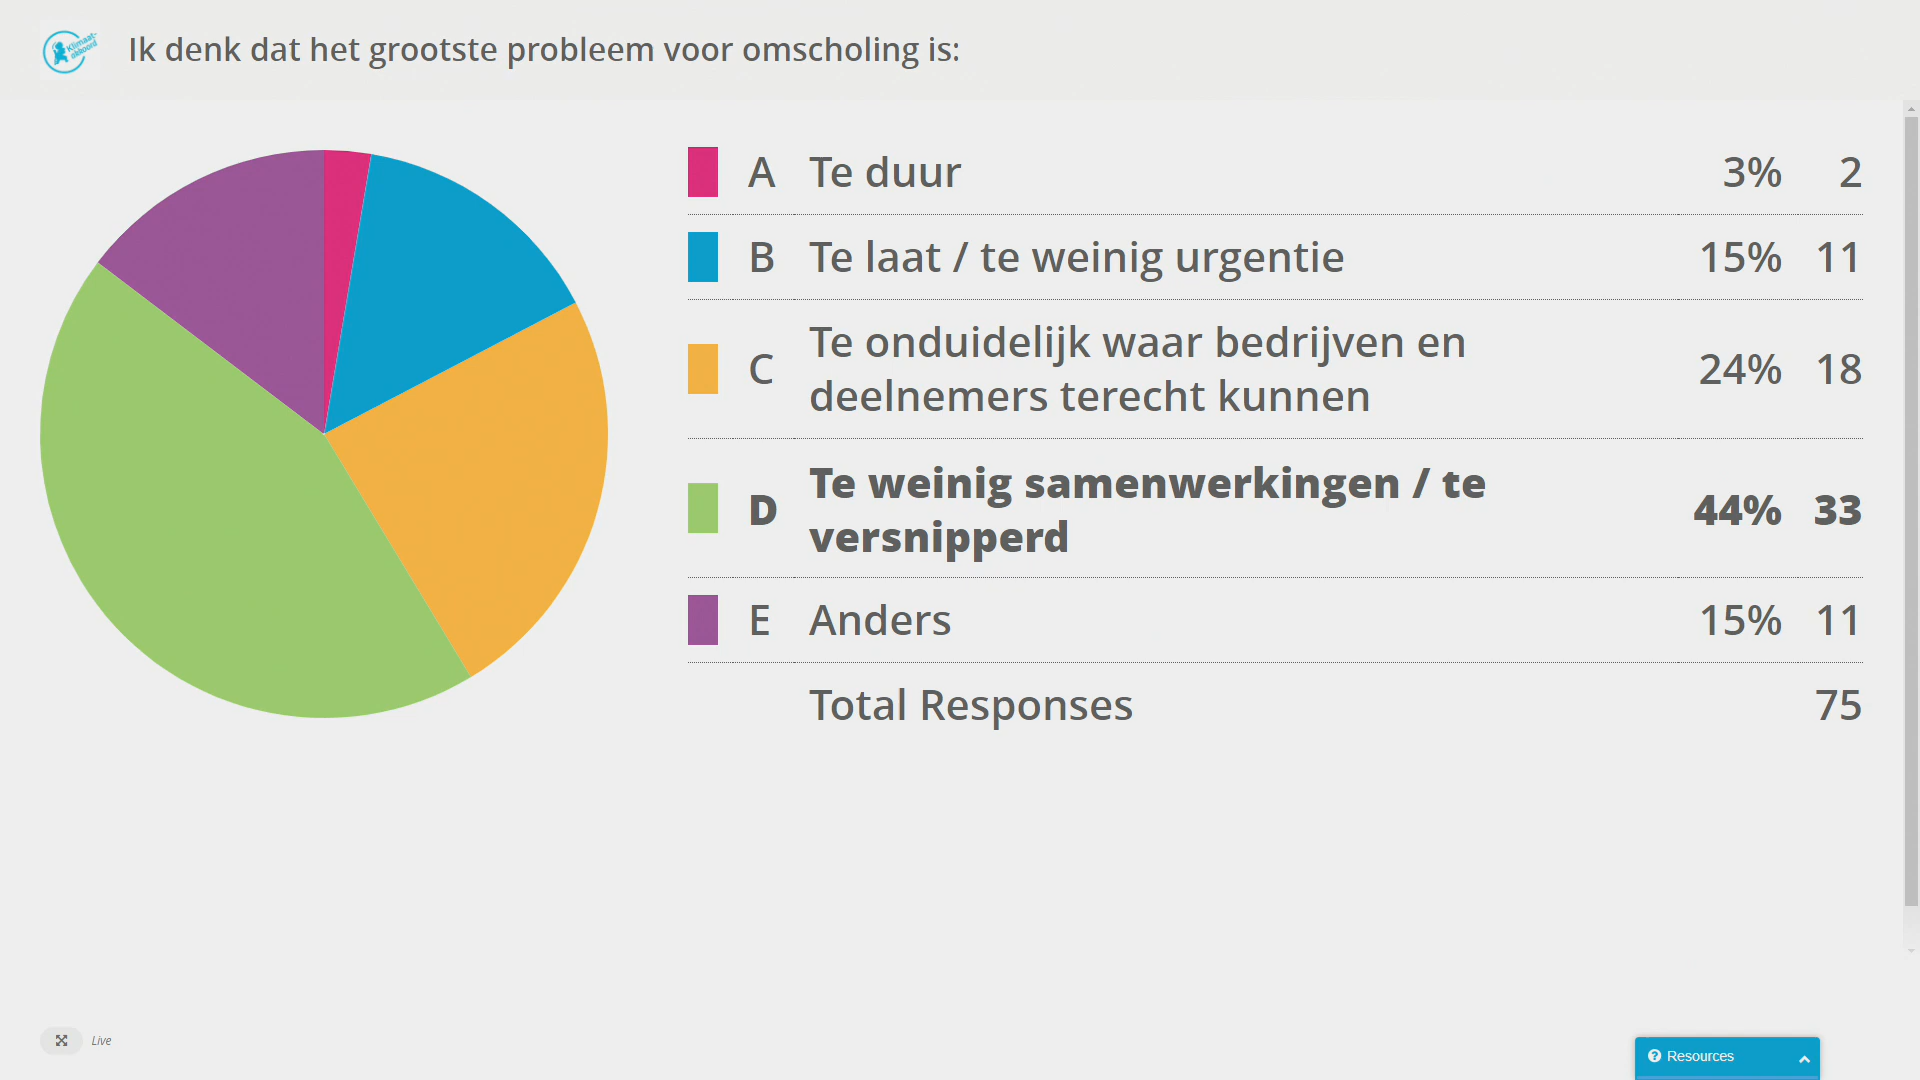 Klimaat-
akkoord
Ik denk dat het grootste probleem voor omscholing is:
A Te duur 3% 2
B Te laat / te weinig urgentie 15% 11
C Te onduidelijk waar bedrijven en
deelnemers terecht kunnen 24% 18
D Te weinig samenwerkingen / te
versnipperd 44% 33
E Anders 15% 11
Total Responses 75
Live
Resources